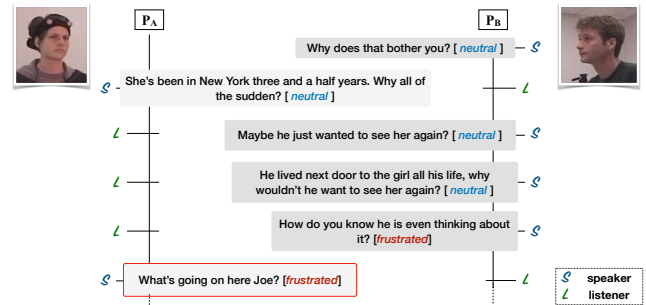 P_A P_B
Why does that bother you? [ neutral ] S
S She's been in New York three and a half years. Why all of L
the sudden? [ neutral ]
L Maybe he just wanted to see her again? [ neutral ] S
He lived next door to the girl all his life, why
L wouldn't he want to see her again? [ neutral ] S
How do you know he is even thinking about
L it? [frustrated] S
S What's going on here Joe? [frustrated] L
S speaker
L listener